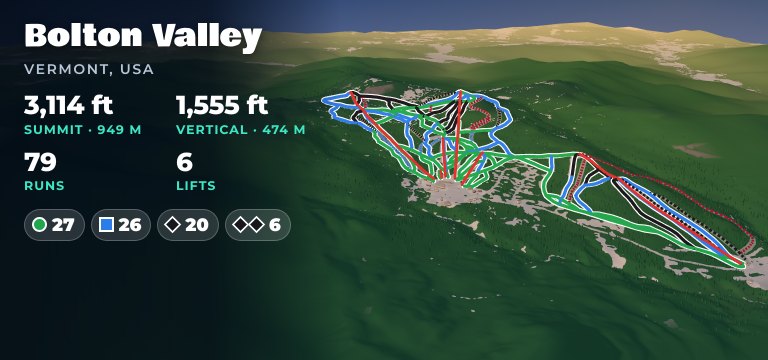 Bolton Valley
VERMONT, USA
3,114 ft 1,555 ft
SUMMIT · 949 M VERTICAL · 474 M
79 6
RUNS LIFTS
27 26 20 6